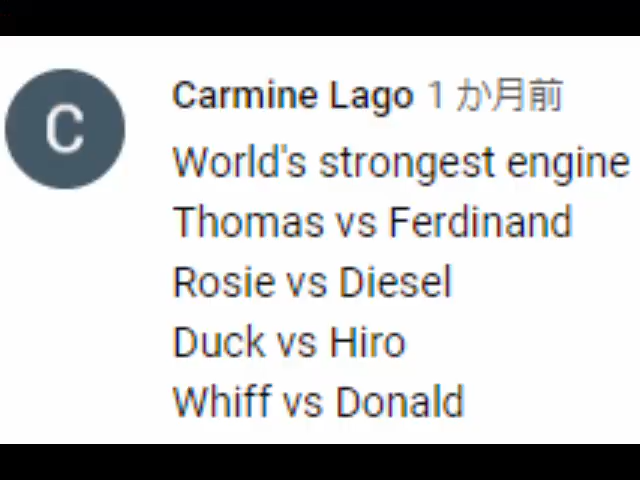 C
Carmine Lago 1 か月前
World's strongest engine
Thomas vs Ferdinand
Rosie vs Diesel
Duck vs Hiro
Whiff vs Donald